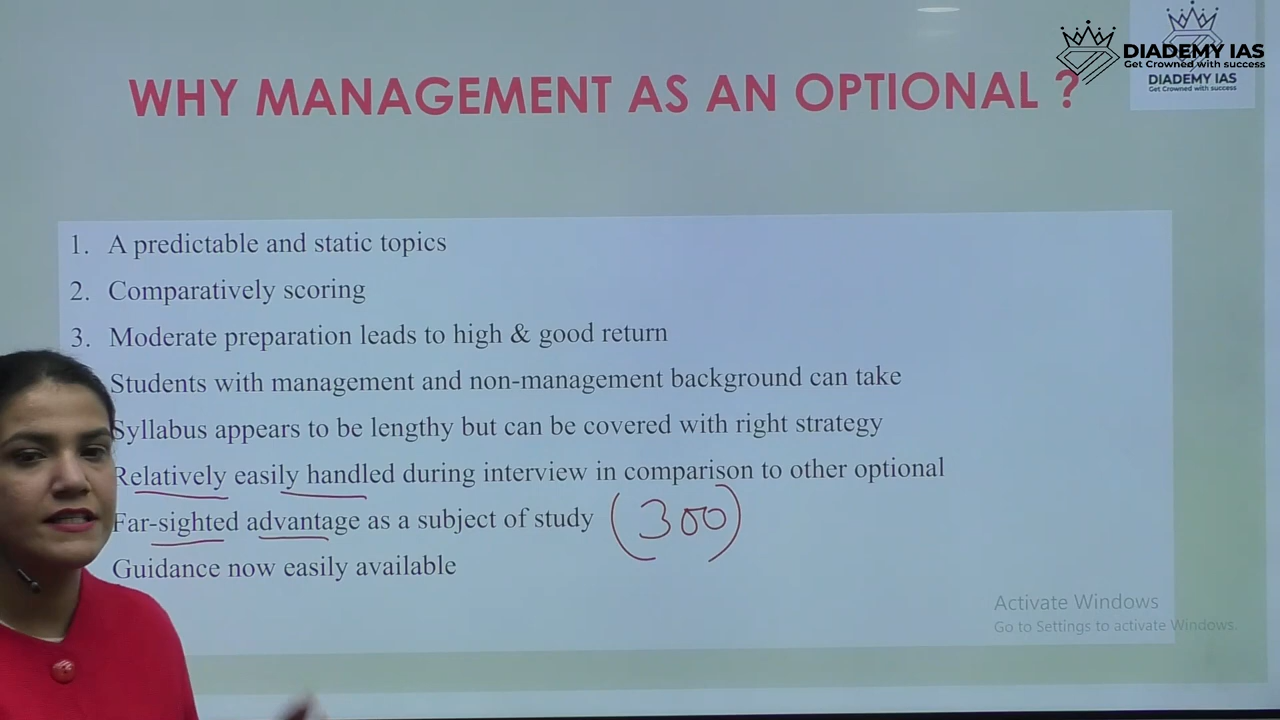 DIADEMY IAS
Get Crowned with success
DIADEMY IAS
Get Crowned with success
WHY MANAGEMENT AS AN OPTIONAL ?
1. A predictable and static topics
2. Comparatively scoring
3. Moderate preparation leads to high & good return
Students with management and non-management background can take
Syllabus appears to be lengthy but can be covered with right strategy
Relatively easily handled during interview in comparison to other optional
Far-sighted advantage as a subject of study (300)
Guidance now easily available
Activate Windows
Go to Settings to activate Windows.